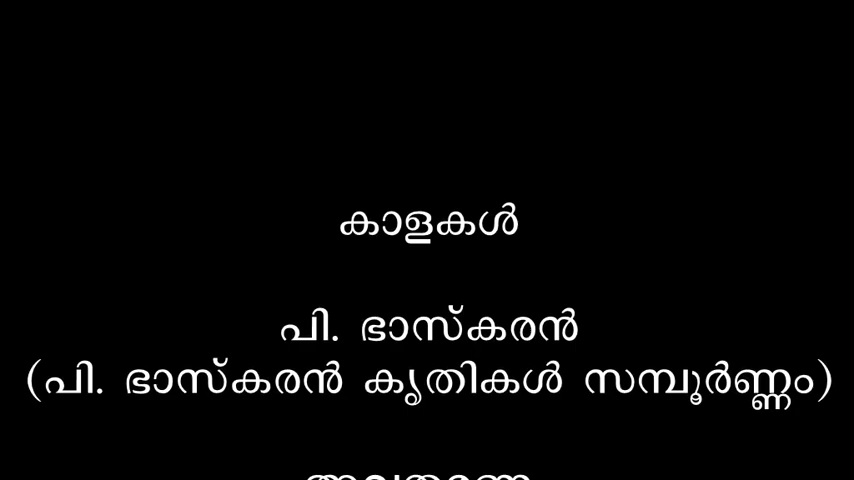 കാളകൾ
പി. ഭാസ്കരൻ
(പി. ഭാസ്കരൻ കൃതികൾ സമ്പൂർണ്ണം)